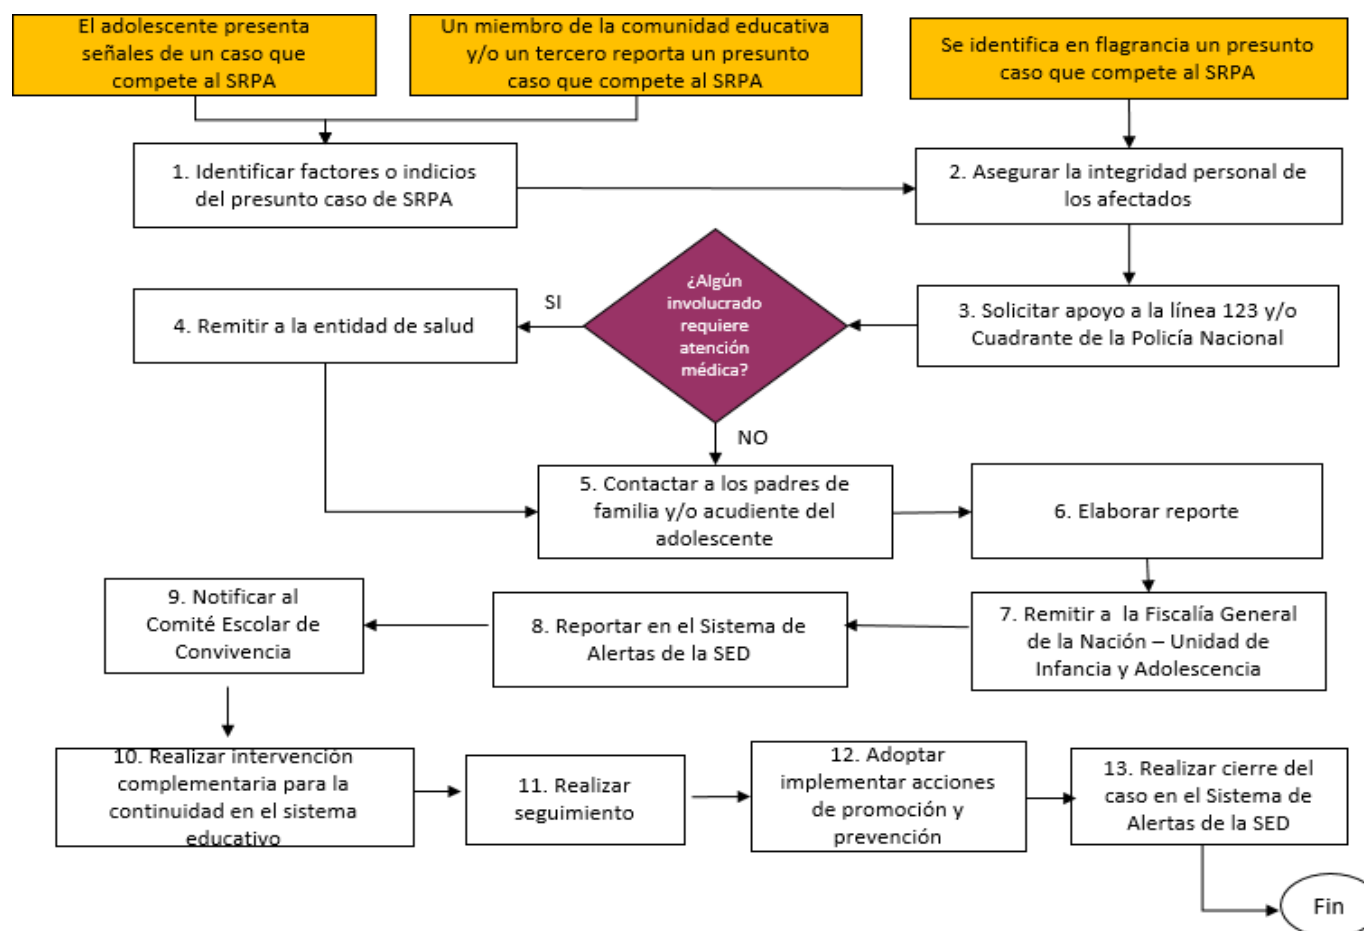 El adolescente presenta
señales de un caso que
compete al SRPA
Un miembro de la comunidad educativa
y/o un tercero reporta un presunto
caso que compete al SRPA
Se identifica en flagrancia un presunto
caso que compete al SRPA
1. Identificar factores o indicios
del presunto caso de SRPA
2. Asegurar la integridad personal de
los afectados
¿Algún
involucrado
requiere
atención
médica?
SI
NO
3. Solicitar apoyo a la línea 123 y/o
Cuadrante de la Policía Nacional
4. Remitir a la entidad de salud
5. Contactar a los padres de
familia y/o acudiente del
adolescente
6. Elaborar reporte
7. Remitir a la Fiscalía General
de la Nación – Unidad de
Infancia y Adolescencia
8. Reportar en el Sistema de
Alertas de la SED
9. Notificar al
Comité Escolar de
Convivencia
10. Realizar intervención
complementaria para la
continuidad en el sistema
educativo
11. Realizar
seguimiento
12. Adoptar
implementar acciones
de promoción y
prevención
13. Realizar cierre del
caso en el Sistema de
Alertas de la SED
Fin